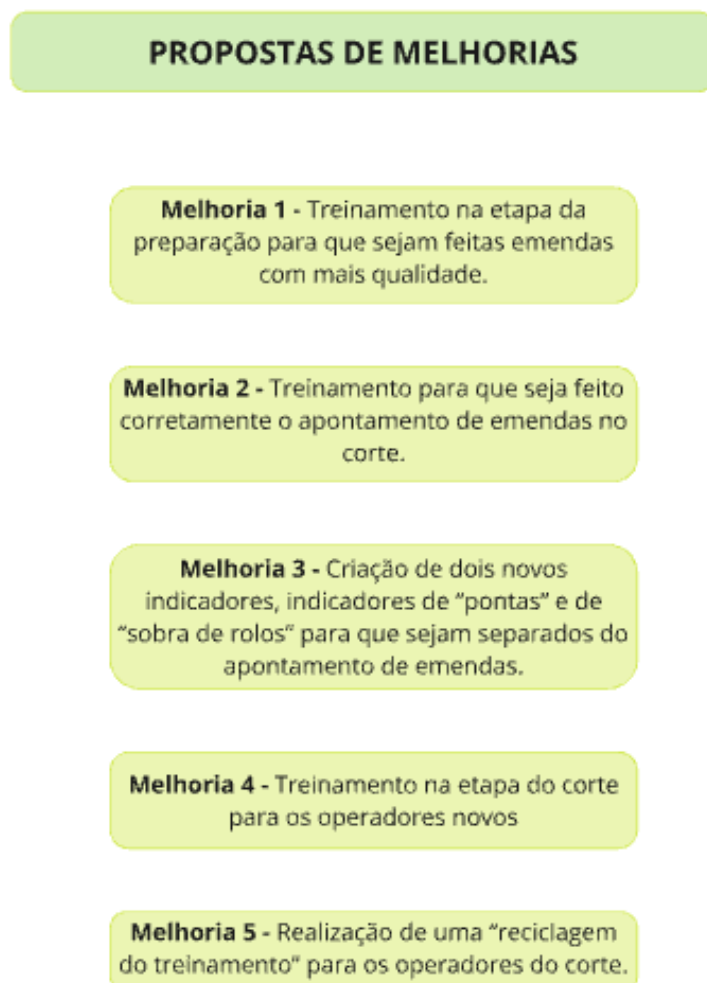 PROPOSTAS DE MELHORIAS
Melhoria 1 - Treinamento na etapa da
preparação para que sejam feitas emendas
com mais qualidade.
Melhoria 2 - Treinamento para que seja feito
corretamente o apontamento de emendas no
corte.
Melhoria 3 - Criação de dois novos
indicadores, indicadores de “pontas” e de
“sobra de rolos” para que sejam separados do
apontamento de emendas.
Melhoria 4 - Treinamento na etapa do corte
para os operadores novos
Melhoria 5 - Realização de uma “reciclagem
do treinamento” para os operadores do corte.